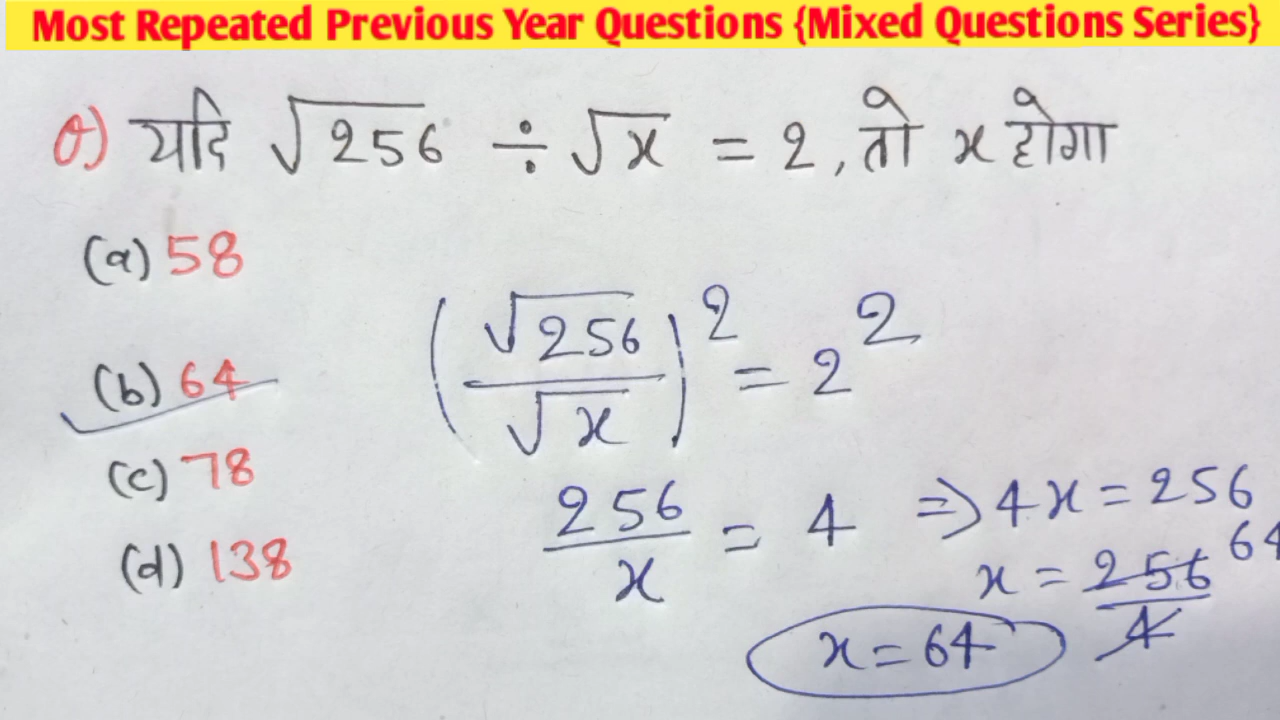 Most Repeated Previous Year Questions {Mixed Questions Series}
Q) यदि √256 ÷ √x = 2, तो x होगा
(a) 58
(b) 64
(c) 78
(d) 138
(√256/√x)² = 2²
256/x = 4 => 4x = 256
x = 256/4 64
x = 64